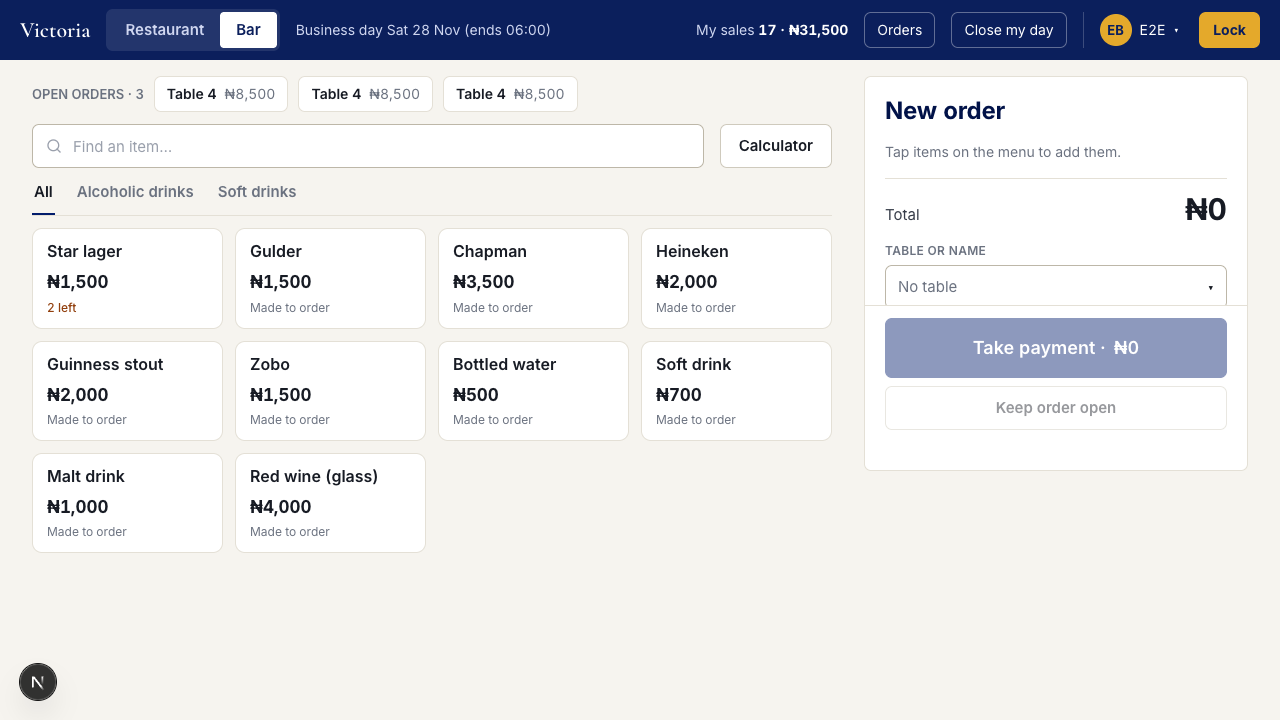 Victoria
Restaurant Bar
Business day Sat 28 Nov (ends 06:00)
My sales 17 · ₦31,500
Orders
Close my day
EB E2E
Lock
OPEN ORDERS · 3
Table 4 ₦8,500
Table 4 ₦8,500
Table 4 ₦8,500
Find an item...
Calculator
All Alcoholic drinks Soft drinks
Star lager
₦1,500
2 left
Gulder
₦1,500
Made to order
Chapman
₦3,500
Made to order
Heineken
₦2,000
Made to order
Guinness stout
₦2,000
Made to order
Zobo
₦1,500
Made to order
Bottled water
₦500
Made to order
Soft drink
₦700
Made to order
Malt drink
₦1,000
Made to order
Red wine (glass)
₦4,000
Made to order
New order
Tap items on the menu to add them.
Total ₦0
TABLE OR NAME
No table
Take payment · ₦0
Keep order open
N